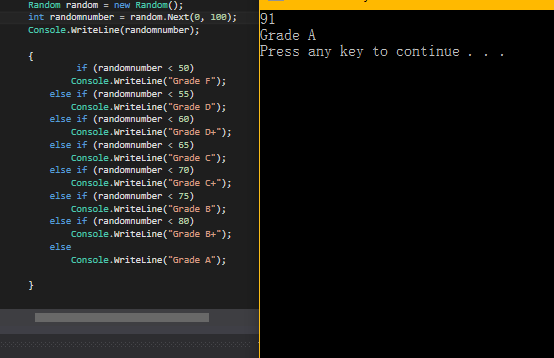 Random random = new Random();
int randomnumber = random.Next(0, 100);
Console.WriteLine(randomnumber);
{
if (randomnumber < 50)
Console.WriteLine("Grade F");
else if (randomnumber < 55)
Console.WriteLine("Grade D");
else if (randomnumber < 60)
Console.WriteLine("Grade D+");
else if (randomnumber < 65)
Console.WriteLine("Grade C");
else if (randomnumber < 70)
Console.WriteLine("Grade C+");
else if (randomnumber < 75)
Console.WriteLine("Grade B");
else if (randomnumber < 80)
Console.WriteLine("Grade B+");
else
Console.WriteLine("Grade A");
}
91
Grade A
Press any key to continue . . .